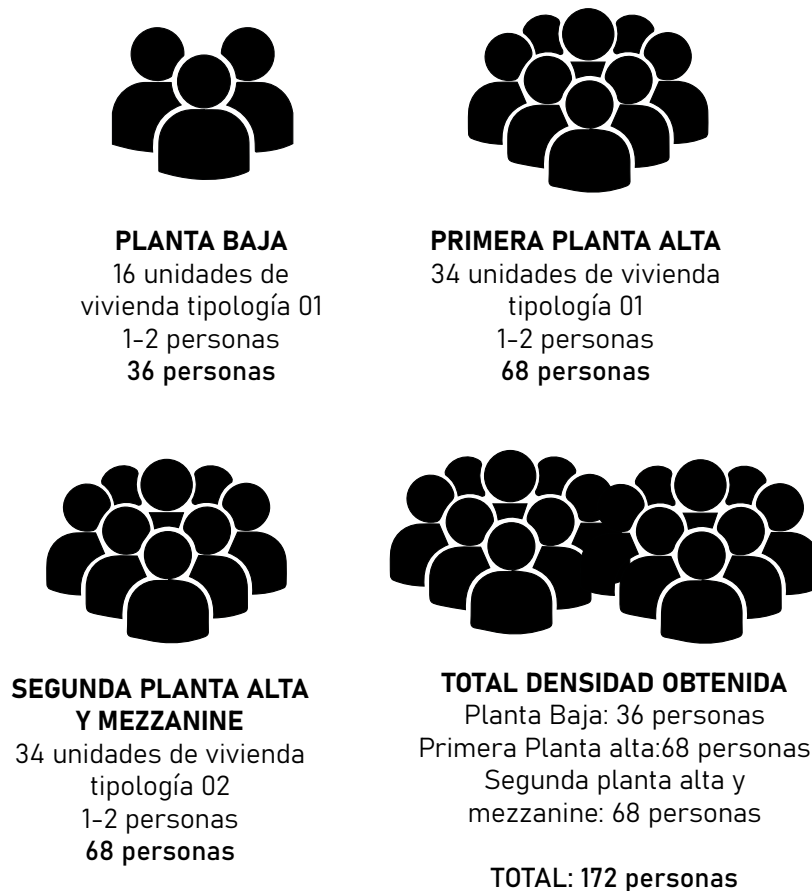 PLANTA BAJA
16 unidades de
vivienda tipología 01
1-2 personas
36 personas
PRIMERA PLANTA ALTA
34 unidades de vivienda
tipología 01
1-2 personas
68 personas
SEGUNDA PLANTA ALTA
Y MEZZANINE
34 unidades de vivienda
tipología 02
1-2 personas
68 personas
TOTAL DENSIDAD OBTENIDA
Planta Baja: 36 personas
Primera Planta alta:68 personas
Segunda planta alta y
mezzanine: 68 personas
TOTAL: 172 personas